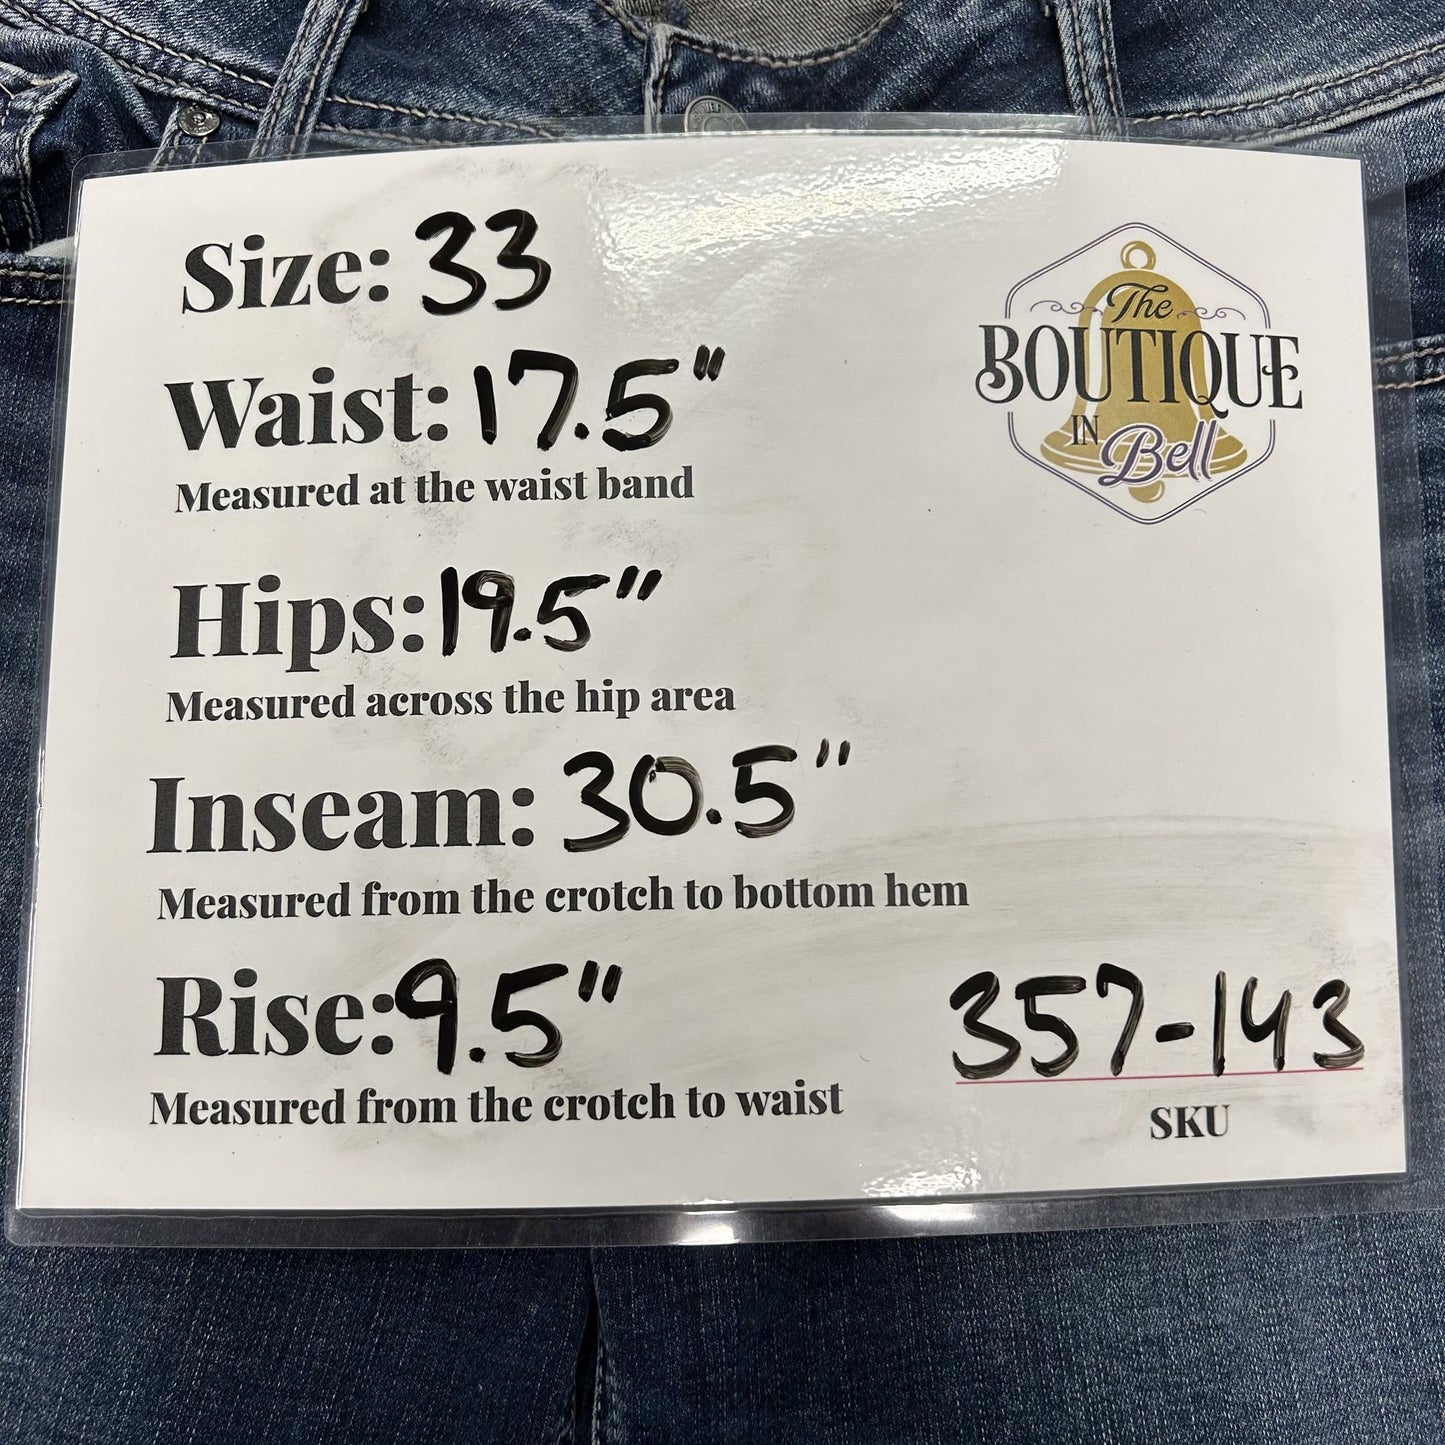 Size: 33
Waist: 17.5"
Measured at the waist band
Hips: 19.5"
Measured across the hip area
Inseam: 30.5"
Measured from the crotch to bottom hem
Rise: 9.5"
Measured from the crotch to waist
The
BOUTIQUE
IN
Bell
357-143
SKU